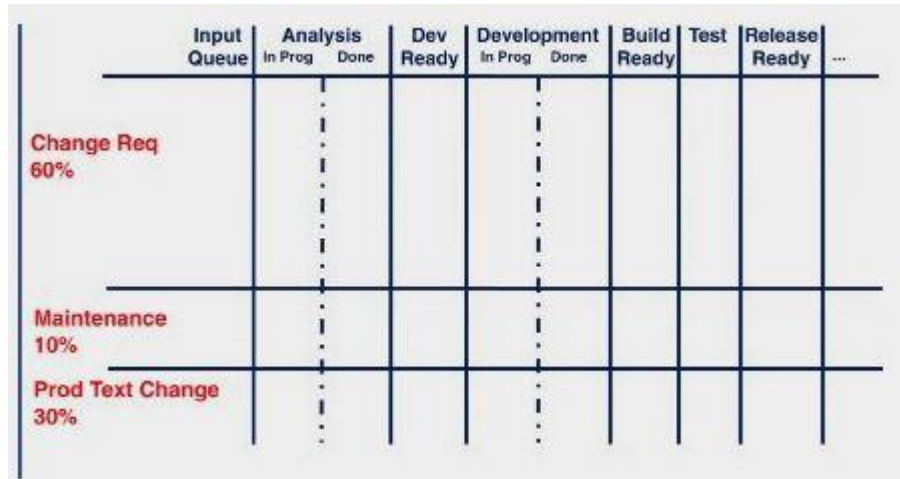 Input Queue
Analysis
In Prog Done
Dev Ready
Development
In Prog Done
Build Ready
Test
Release Ready
...
Change Req
60%
Maintenance
10%
Prod Text Change
30%